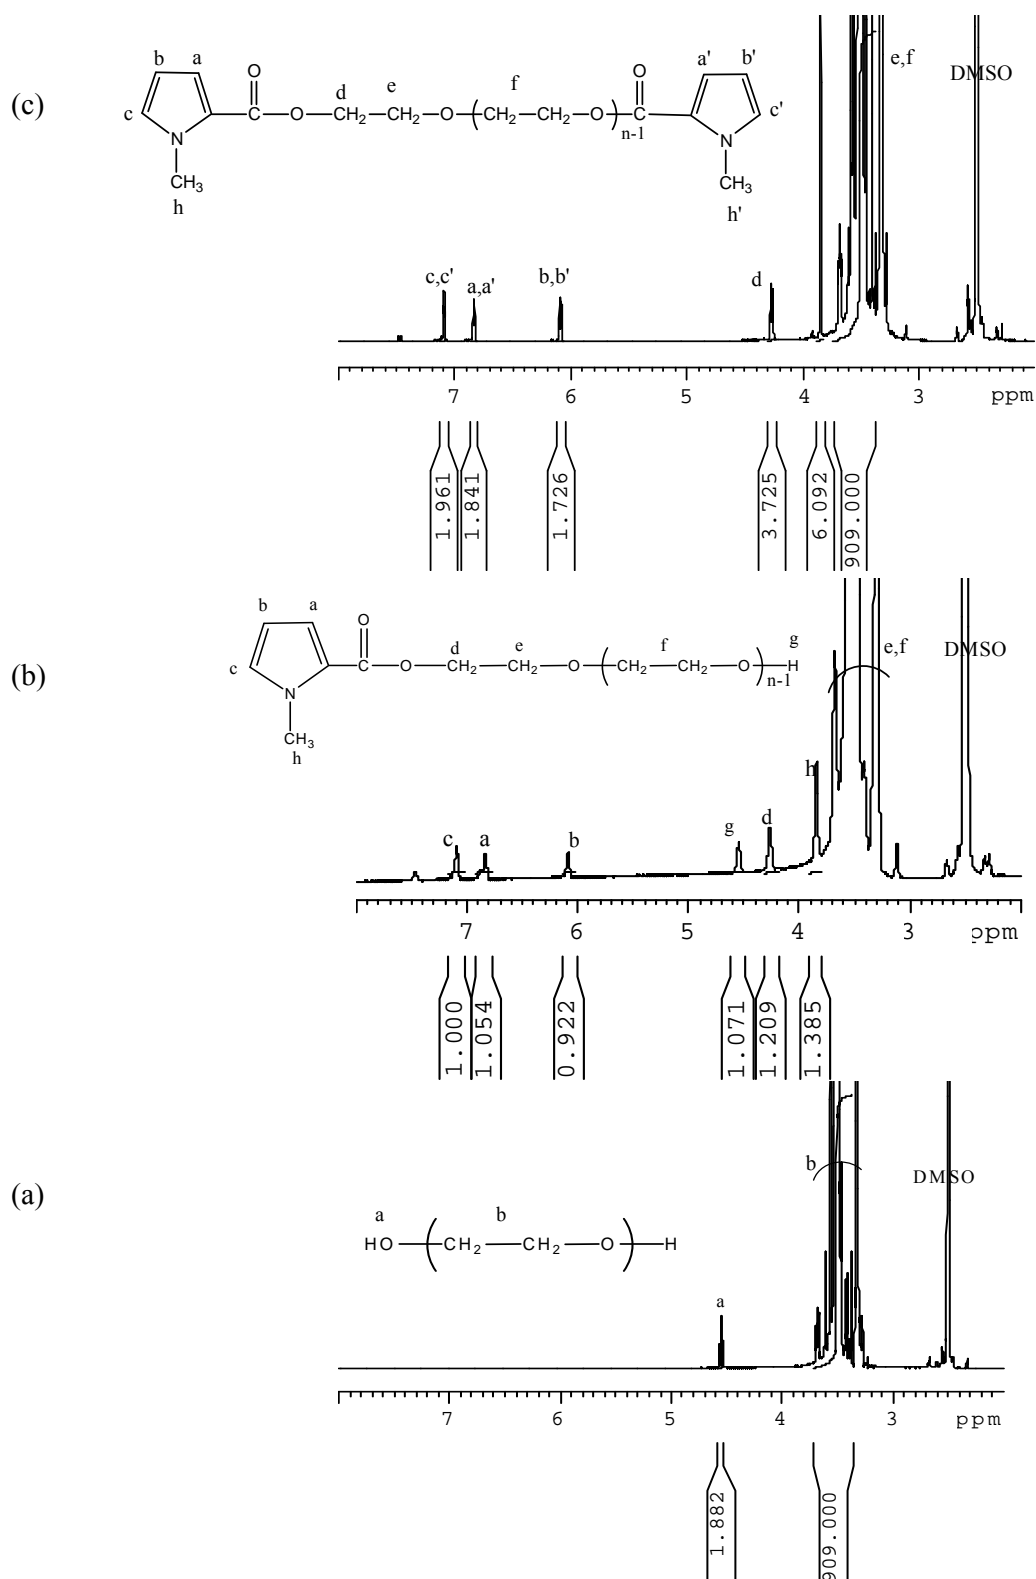 (c)
b a
O
d e f
O
a' b'
e,f
DMSO
c
C O CH2 CH2 O ( CH2 CH2 O )n-1 C
c'
N
CH3
h
N
CH3
h'
c,c' a,a' b,b' d
7 6 5 4 3 ppm
1.961 1.841 1.726 3.725 6.092 909.000
(b)
b a
O
d e f g
e,f
DMSO
c
C O CH2 CH2 O ( CH2 CH2 O )n-1 H
N
CH3
h
c a b g d h
7 6 5 4 3 ppm
1.000 1.054 0.922 1.071 1.209 1.385
(a)
b
DMSO
a b
HO ( CH2 CH2 O ) H
a
7 6 5 4 3 ppm
1.882 909.000